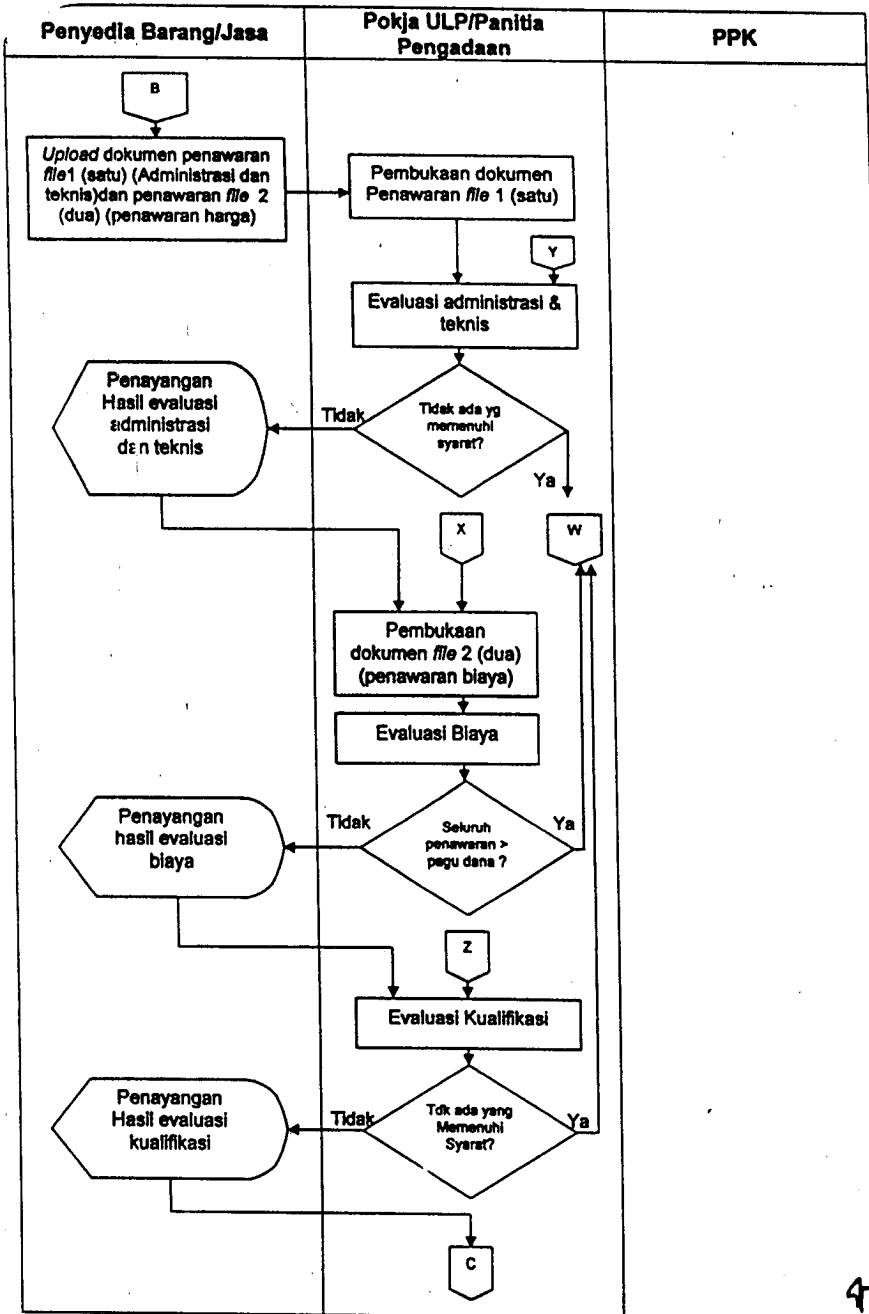 Penyedia Barang/Jasa
Pokja ULP/Panitia
Pengadaan
PPK
B
Upload dokumen penawaran
file1 (satu) (Administrasi dan
teknis)dan penawaran file 2
(dua) (penawaran harga)
Pembukaan dokumen
Penawaran file 1 (satu)
Y
Evaluasi administrasi &
teknis
Penayangan
Hasil evaluasi
administrasi
dan teknis
Tidak
Tidak ada yg
memenuhi
syarat?
Ya
X
W
Pembukaan
dokumen file 2 (dua)
(penawaran biaya)
Evaluasi Biaya
Penayangan
hasil evaluasi
biaya
Tidak
Seluruh
penawaran >
pagu dana ?
Ya
Z
Evaluasi Kualifikasi
Penayangan
Hasil evaluasi
kualifikasi
Tidak
Tdk ada yang
Memenuhi
Syarat?
Ya
C